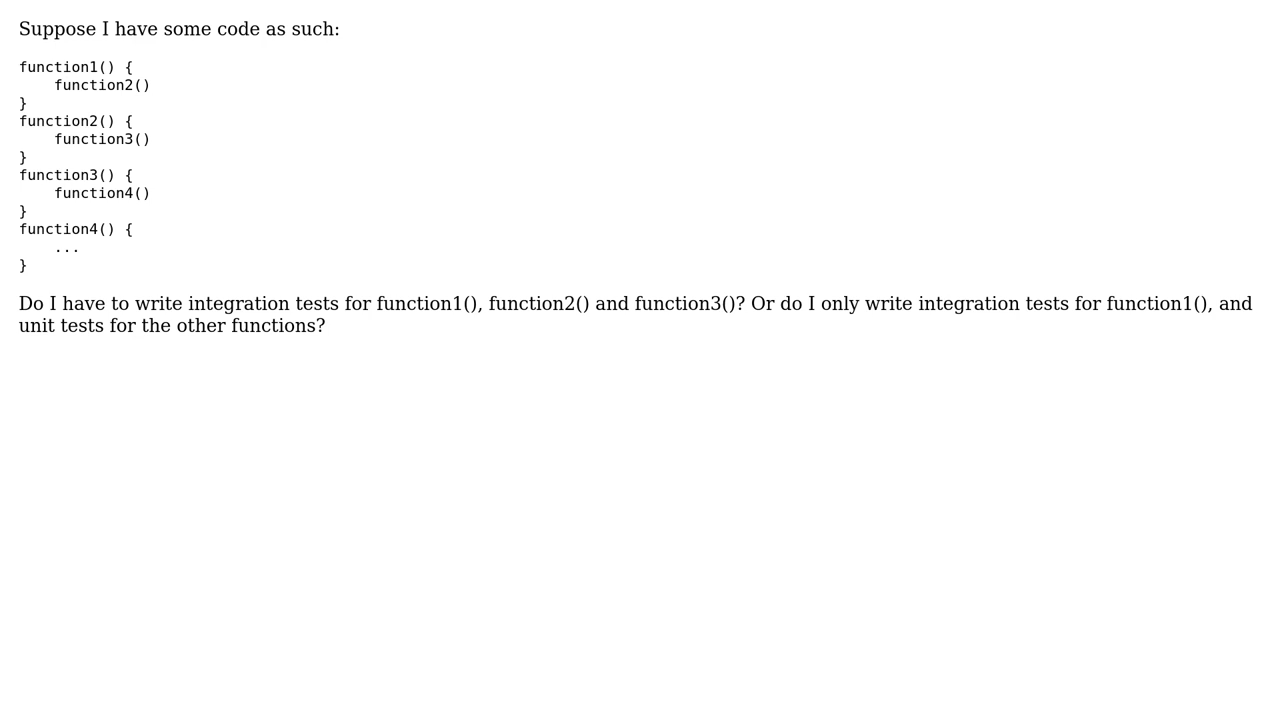 Suppose I have some code as such:
function1() {
    function2()
}
function2() {
    function3()
}
function3() {
    function4()
}
function4() {
    ...
}
Do I have to write integration tests for function1(), function2() and function3()? Or do I only write integration tests for function1(), and
unit tests for the other functions?